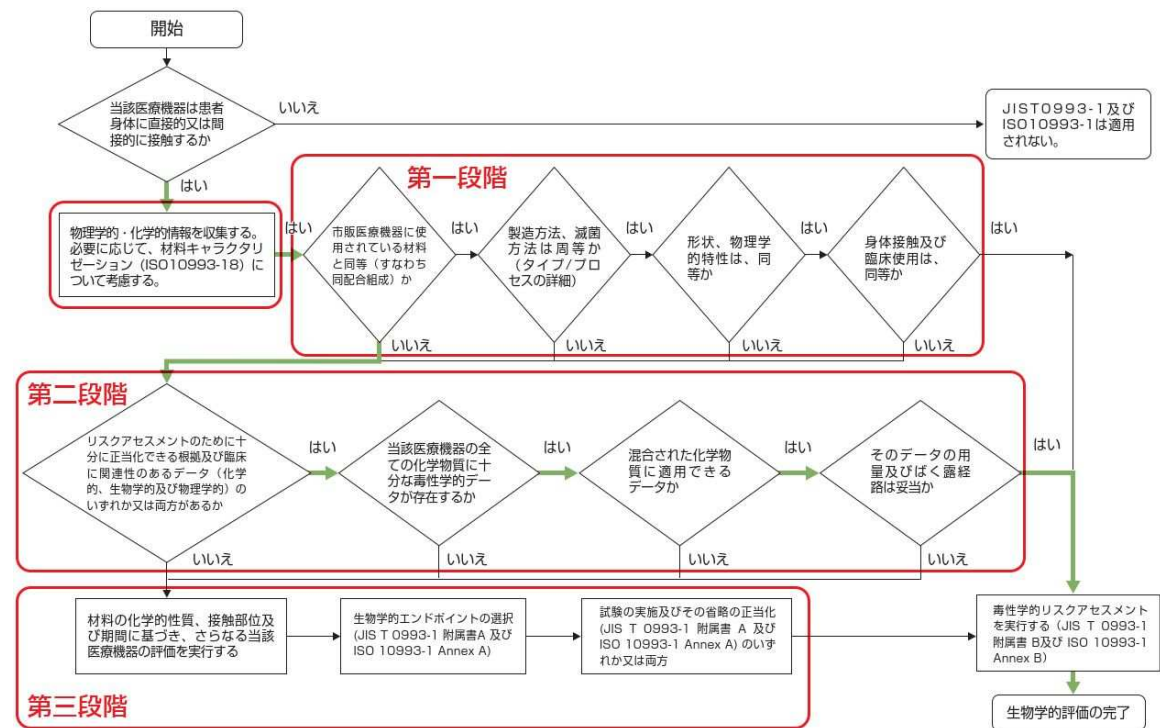 開始
当該医療機器は患者
身体に直接的又は間
接的に接触するか
いいえ
JIST0993-1及び
ISO10993-1は適用
されない。
はい
物理学的・化学的情報を収集する。
必要に応じて、材料キャラクタリ
ゼーション (ISO10993-18) に
ついて考慮する。
はい
第一段階
市販医療機器に使
用されている材料
と同等（すなわち
同配合組成）か
はい
製造方法、滅菌
方法は周等か
(タイプ/プロ
セスの詳細)
はい
形状、物理学
的特性は、同
等か
はい
身体接触及び
臨床使用は、
同等か
はい
いいえ
いいえ
いいえ
いいえ
第二段階
リスクアセスメントのために十
分に正当化できる根拠及び臨床
に関連性のあるデータ（化学
的、生物学的及び物理学的）の
いずれか又は両方があるか
はい
当該医療機器の全
ての化学物質に十
分な毒性学的デー
タが存在するか
はい
混合された化学物
質に適用できる
データか
はい
そのデータの用
量及びばく露経
路は妥当か
はい
いいえ
いいえ
いいえ
いいえ
材料の化学的性質、接触部位及
び期間に基づき、さらなる当該
医療機器の評価を実行する
生物学的エンドポイントの選択
(JIS T 0993-1 附属書A 及び
ISO 10993-1 Annex A)
試験の実施及びその省略の正当化
(JIS T 0993-1 附属書 A 及び
ISO 10993-1 Annex A) のいず
れか又は両方
毒性学的リスクアセスメント
を実行する（JIS T 0993-1
附属書 B及び ISO 10993-1
Annex B）
第三段階
生物学的評価の完了